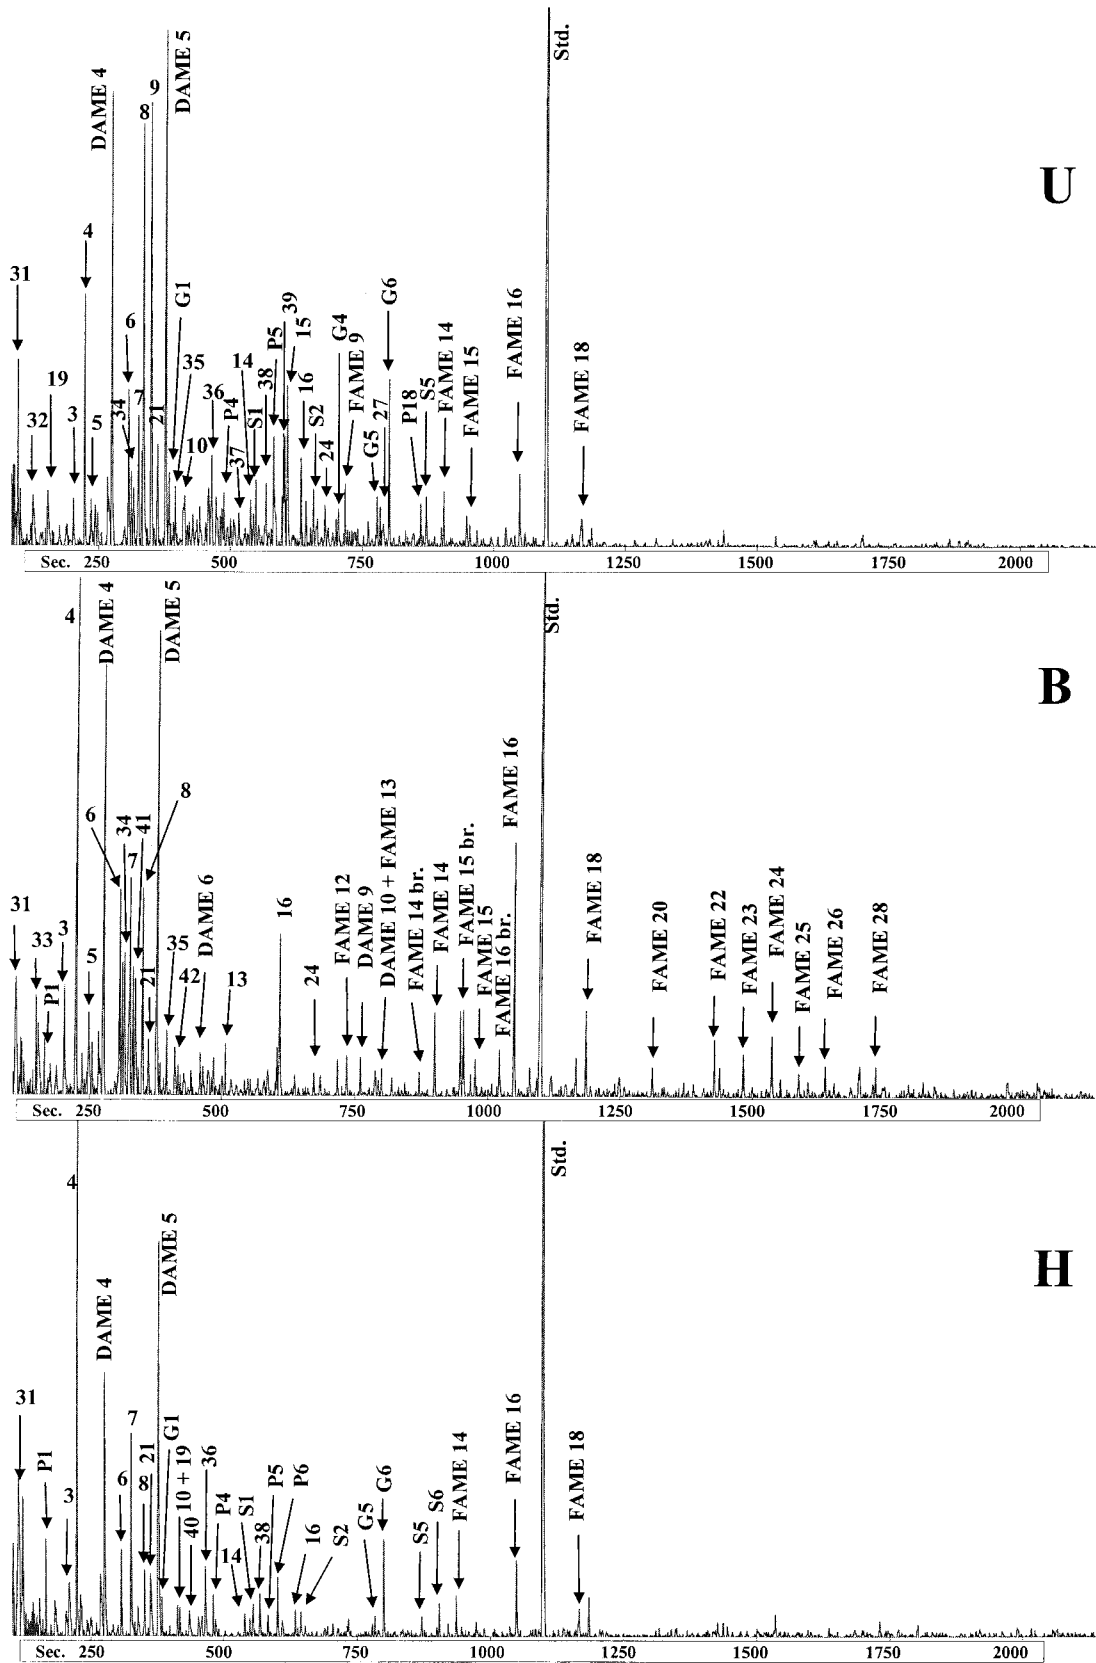 U
Std.
DAME 4
DAME 5
9
8
4
31
G1
6
39
G6
15
FAME 16
G4
P5
FAME 9
FAME 14
FAME 15
FAME 18
19
35
14
38
16
S5
P18
27
7
34
21
36
P4
S1
S2
32
3
5
10
37
24
G5
Sec. 250 500 750 1000 1250 1500 1750 2000
B
4
DAME 4
DAME 5
Std.
FAME 16
6
34
41
8
7
DAME 10 + FAME 13
FAME 15 br.
31
33
3
P1
5
21
35
42
DAME 6
13
16
24
FAME 12
DAME 9
FAME 14 br.
FAME 14
FAME 15
FAME 16 br.
FAME 18
FAME 20
FAME 22
FAME 23
FAME 24
FAME 25
FAME 26
FAME 28
Sec. 250 500 750 1000 1250 1500 1750 2000
H
4
Std.
DAME 4
DAME 5
31
P1
3
7
6
8
21
G1
10 + 19
40
36
P4
14
S1
38
P5
P6
16
S2
G5
G6
S5
S6
FAME 14
FAME 16
FAME 18
Sec. 250 500 750 1000 1250 1500 1750 2000